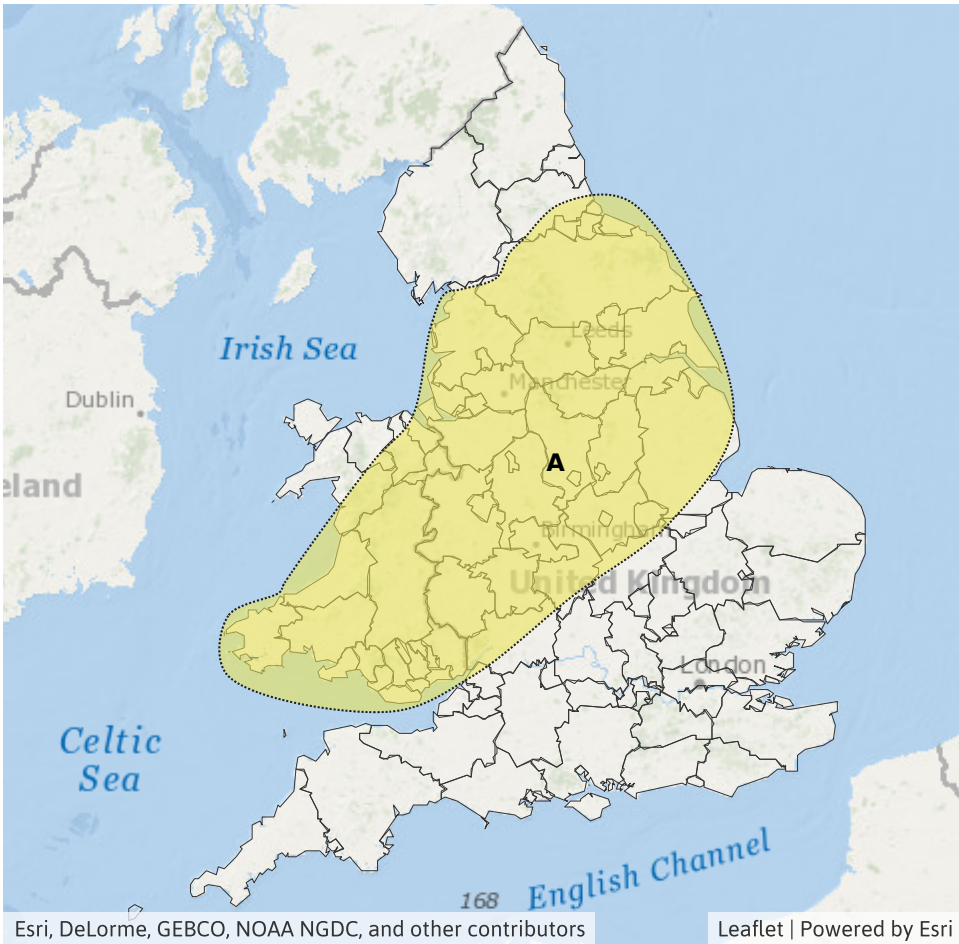 Irish Sea
Leeds
Manchester
Dublin
A
eland
Birmingham
United Kingdom
London
Celtic
Sea
English Channel
168
Esri, DeLorme, GEBCO, NOAA NGDC, and other contributors
Leaflet | Powered by Esri